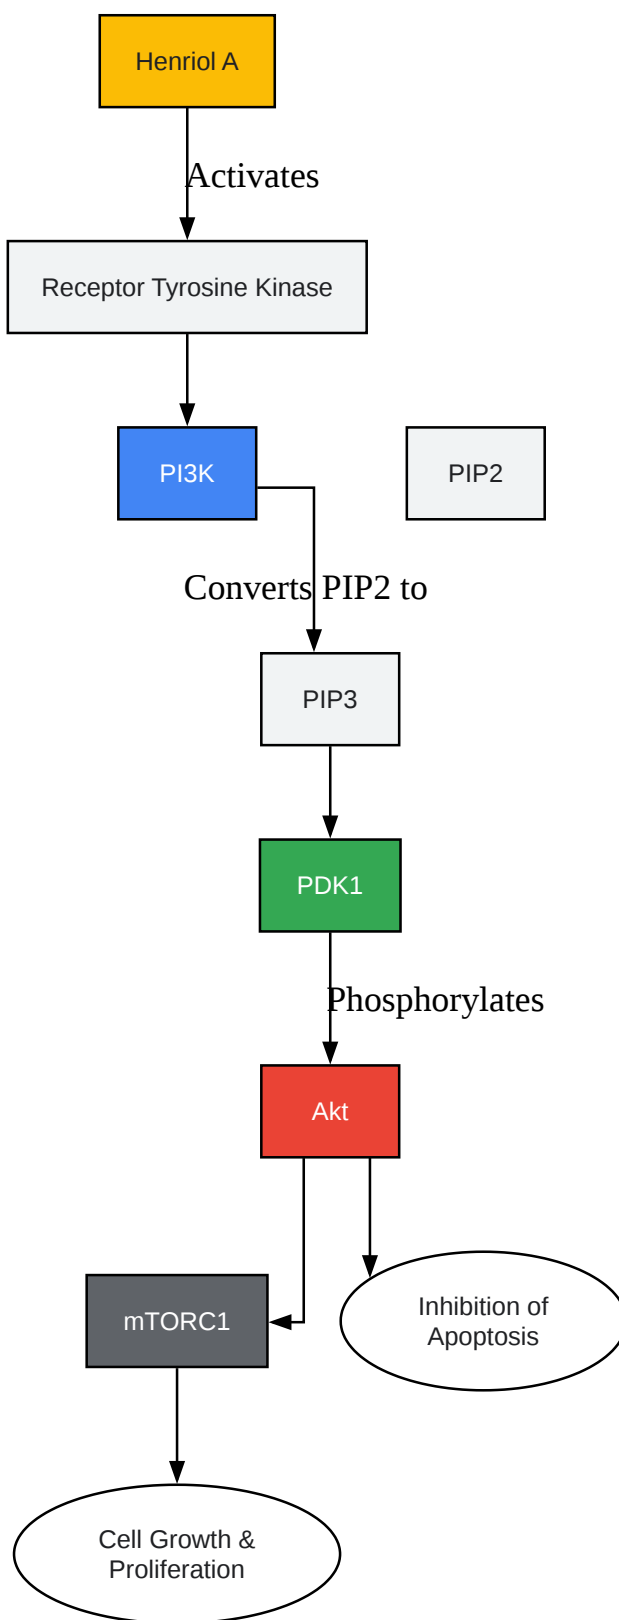 Henriol A
Activates
Receptor Tyrosine Kinase
PI3K
PIP2
Converts PIP2 to
PIP3
PDK1
Phosphorylates
Akt
mTORC1
Inhibition of
Apoptosis
Cell Growth &
Proliferation